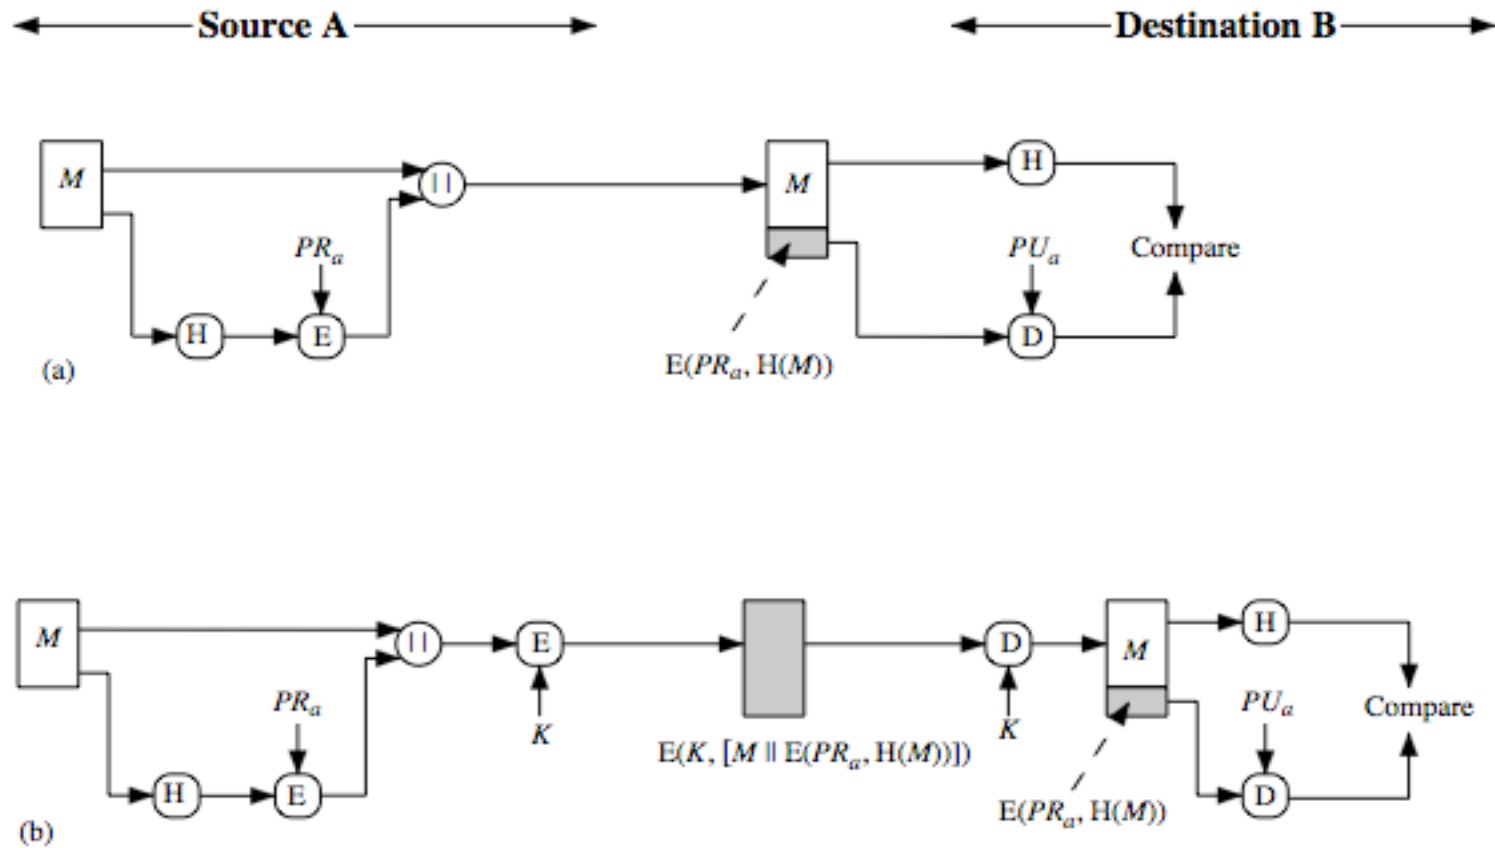 Source A
Destination B
M
||
M
H
PRa
PUa
Compare
H
E
D
E(PRa, H(M))
(a)
M
||
E
D
M
H
PRa
K
K
PUa
Compare
E(K, [M || E(PRa, H(M))])
H
E
D
E(PRa, H(M))
(b)